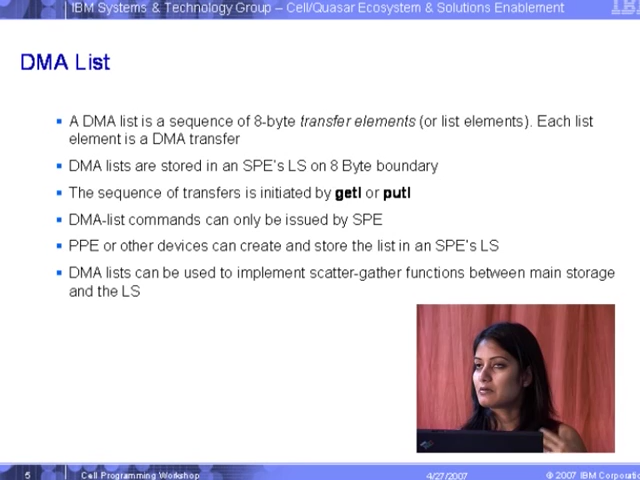 IBM Systems & Technology Group – Cell/Quasar Ecosystem & Solutions Enablement
IBM
DMA List
A DMA list is a sequence of 8-byte transfer elements (or list elements). Each list
element is a DMA transfer
DMA lists are stored in an SPE's LS on 8 Byte boundary
The sequence of transfers is initiated by getl or putl
DMA-list commands can only be issued by SPE
PPE or other devices can create and store the list in an SPE's LS
DMA lists can be used to implement scatter-gather functions between main storage
and the LS
5 Cell Programming Workshop 4/27/2007 © 2007 IBM Corporatio